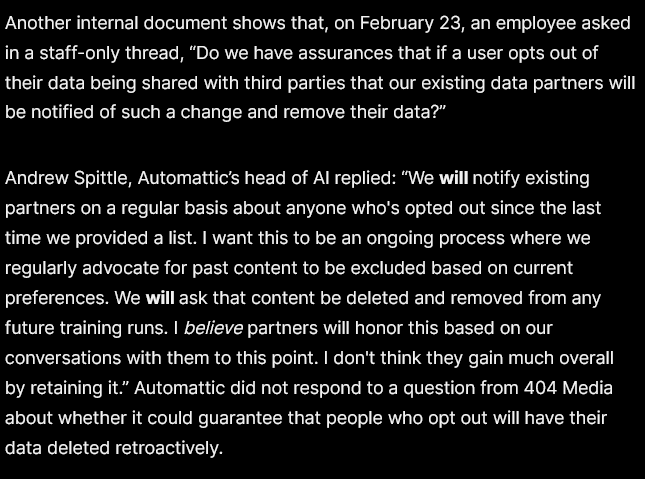 Another internal document shows that, on February 23, an employee asked
in a staff-only thread, “Do we have assurances that if a user opts out of
their data being shared with third parties that our existing data partners will
be notified of such a change and remove their data?”
Andrew Spittle, Automattic’s head of AI replied: “We will notify existing
partners on a regular basis about anyone who's opted out since the last
time we provided a list. I want this to be an ongoing process where we
regularly advocate for past content to be excluded based on current
preferences. We will ask that content be deleted and removed from any
future training runs. I believe partners will honor this based on our
conversations with them to this point. I don't think they gain much overall
by retaining it.” Automattic did not respond to a question from 404 Media
about whether it could guarantee that people who opt out will have their
data deleted retroactively.